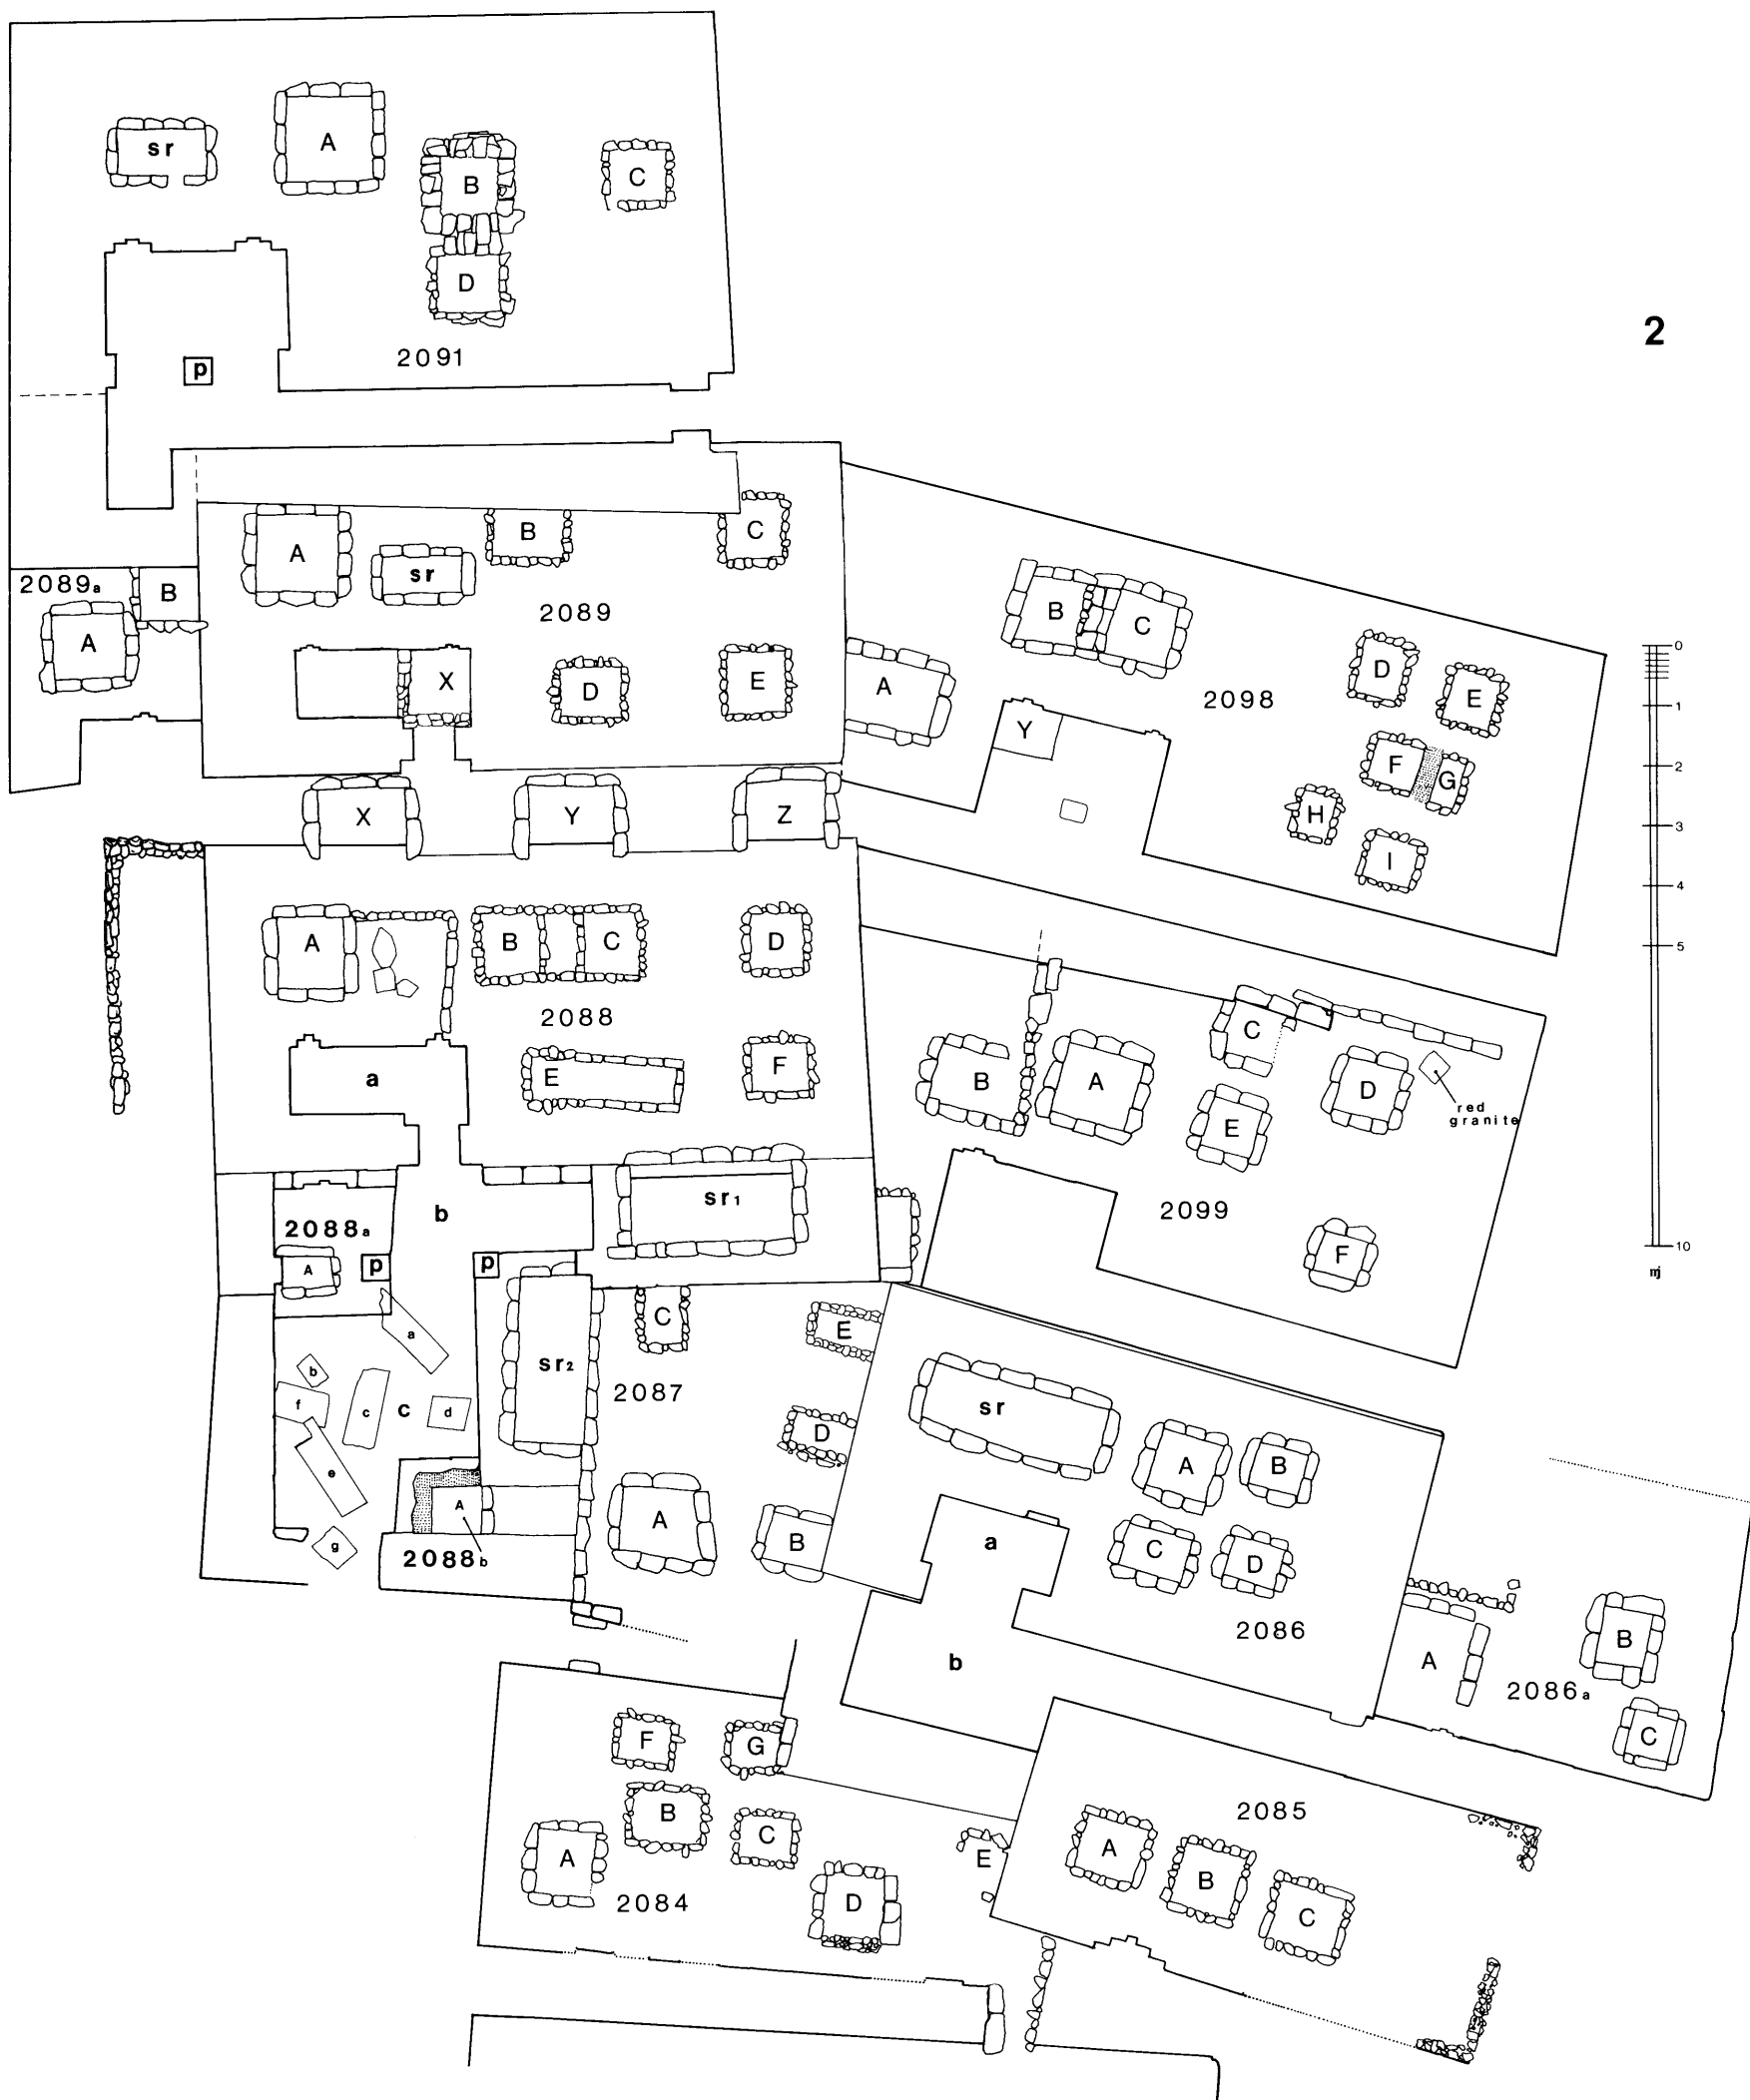 2
sr
A
B
C
D
2091
p
A
sr
B
C
2089
X
D
E
2089a
B
A
X
Y
Z
B
C
D
E
2098
A
Y
F
G
H
I
0
1
2
3
4
5
10
m
A
B
C
D
2088
a
E
F
b
sr1
2088a
A
p
p
B
A
C
D
E
red
granite
2099
F
a
b
f
c
C
d
e
g
sr2
A
2088b
C
E
2087
D
A
B
sr
A
B
a
C
D
2086
b
A
B
2086a
C
F
G
B
C
A
2084
D
E
2085
A
B
C